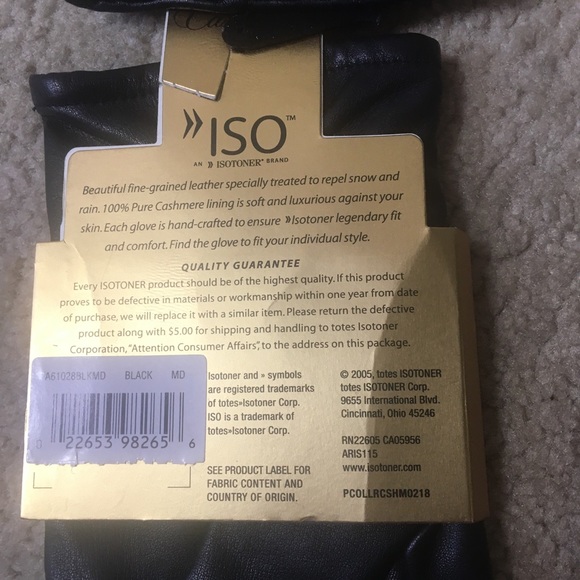 »ISO™
AN » ISOTONER® BRAND
Beautiful fine-grained leather specially treated to repel snow and
rain. 100% Pure Cashmere lining is soft and luxurious against your
skin. Each glove is hand-crafted to ensure »Isotoner legendary fit
and comfort. Find the glove to fit your individual style.
QUALITY GUARANTEE
Every ISOTONER product should be of the highest quality. If this product
proves to be defective in materials or workmanship within one year from date
of purchase, we will replace it with a similar item. Please return the defective
product along with $5.00 for shipping and handling to totes Isotoner
Corporation, "Attention Consumer Affairs", to the address on this package.
A610288LKMD BLACK MD
22653 98265 6
Isotoner and » symbols
are registered trademarks
of totes»Isotoner Corp.
ISO is a trademark of
totes»Isotoner Corp.
SEE PRODUCT LABEL FOR
FABRIC CONTENT AND
COUNTRY OF ORIGIN.
© 2005, totes ISOTONER
totes ISOTONER Corp.
9655 International Blvd.
Cincinnati, Ohio 45246
RN22605 CA05956
ARIS115
www.isotoner.com
PCOLLRCSHM0218